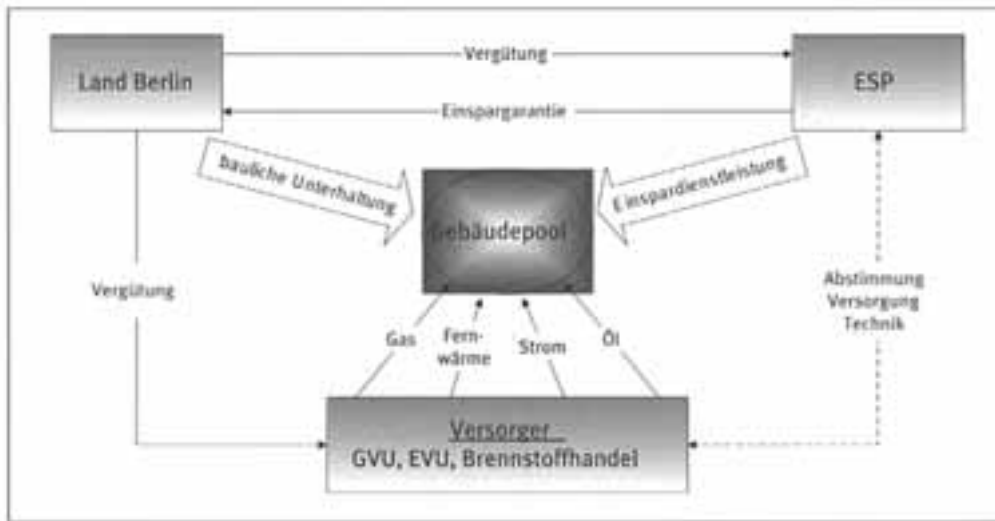 Vergütung
Land Berlin
ESP
Einspargarantie
bauliche Unterhaltung
Einspardienstleistung
Gebäudepool
Vergütung
Abstimmung
Versorgung
Technik
Gas
Fern-
wärme
Strom
Öl
Versorger
GVU, EVU, Brennstoffhandel